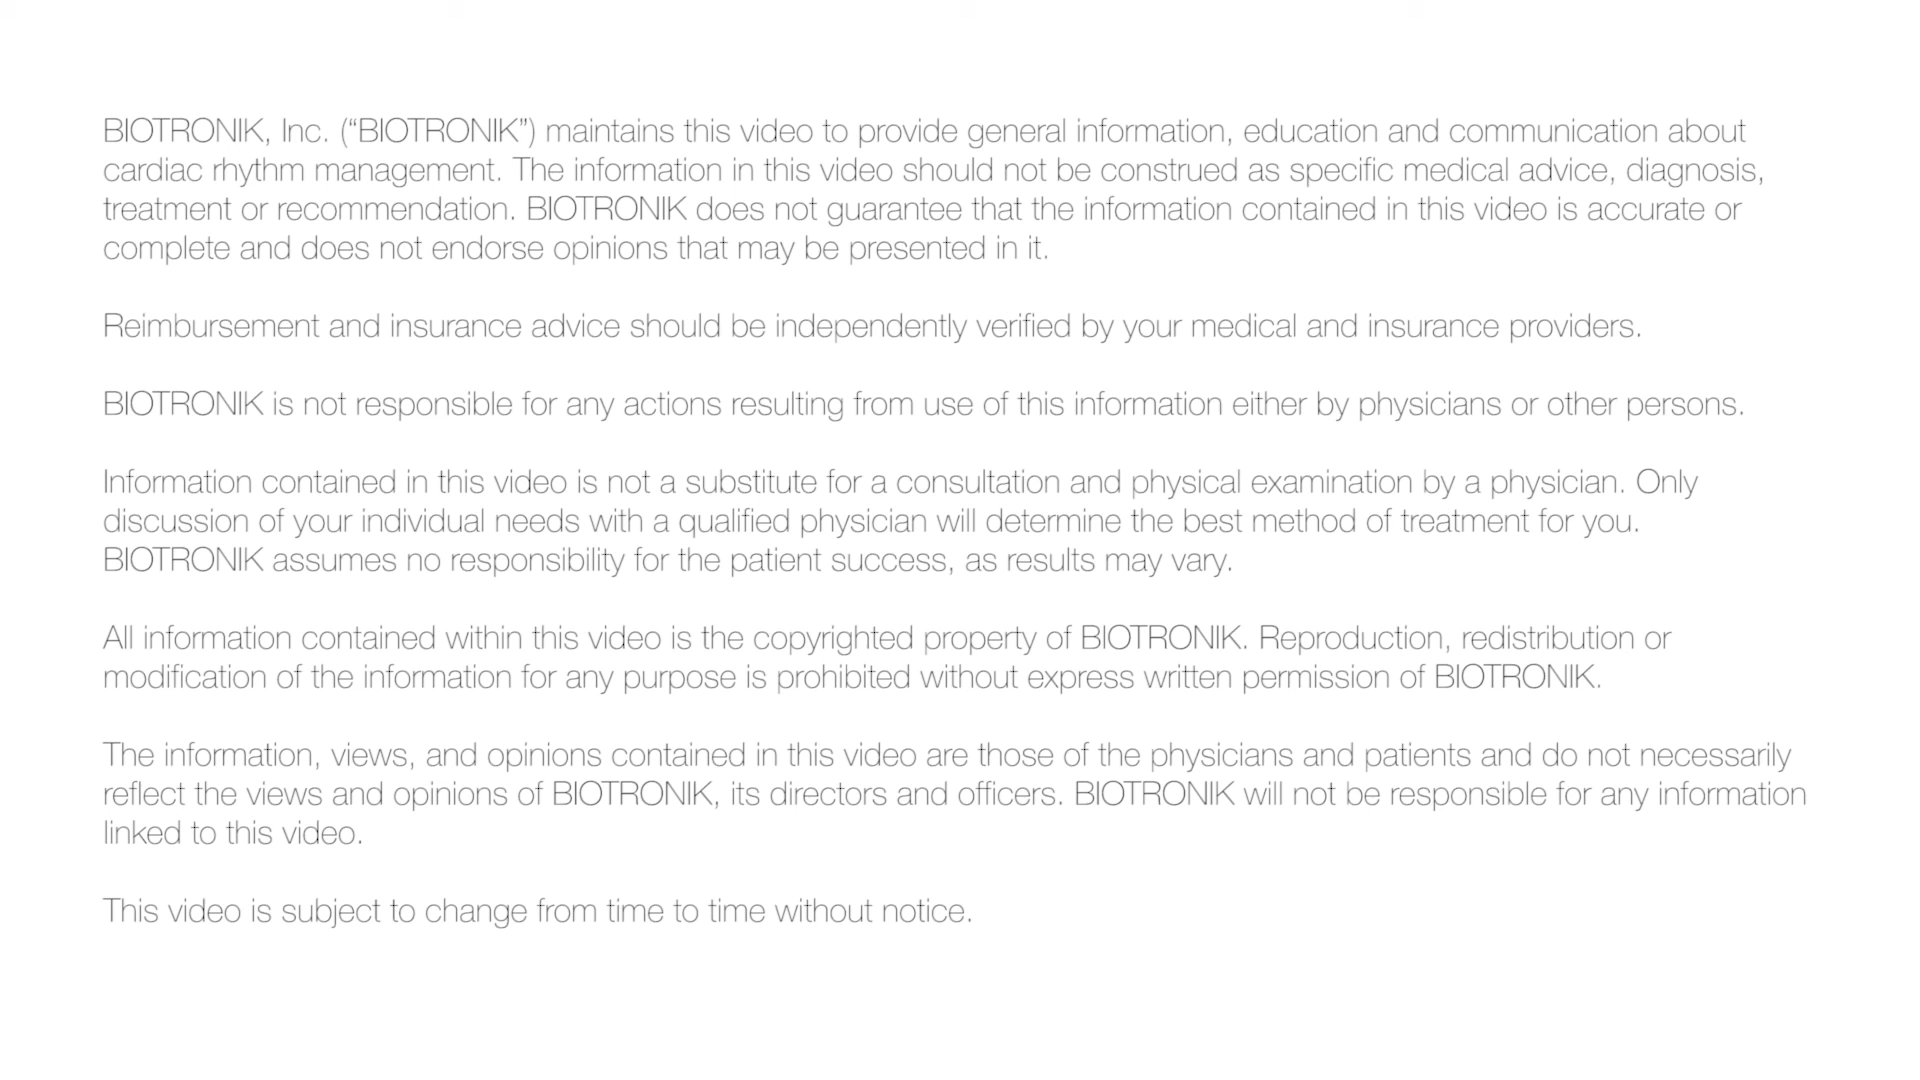 BIOTRONIK, Inc. (“BIOTRONIK”) maintains this video to provide general information, education and communication about
cardiac rhythm management. The information in this video should not be construed as specific medical advice, diagnosis,
treatment or recommendation. BIOTRONIK does not guarantee that the information contained in this video is accurate or
complete and does not endorse opinions that may be presented in it.
Reimbursement and insurance advice should be independently verified by your medical and insurance providers.
BIOTRONIK is not responsible for any actions resulting from use of this information either by physicians or other persons.
Information contained in this video is not a substitute for a consultation and physical examination by a physician. Only
discussion of your individual needs with a qualified physician will determine the best method of treatment for you.
BIOTRONIK assumes no responsibility for the patient success, as results may vary.
All information contained within this video is the copyrighted property of BIOTRONIK. Reproduction, redistribution or
modification of the information for any purpose is prohibited without express written permission of BIOTRONIK.
The information, views, and opinions contained in this video are those of the physicians and patients and do not necessarily
reflect the views and opinions of BIOTRONIK, its directors and officers. BIOTRONIK will not be responsible for any information
linked to this video.
This video is subject to change from time to time without notice.